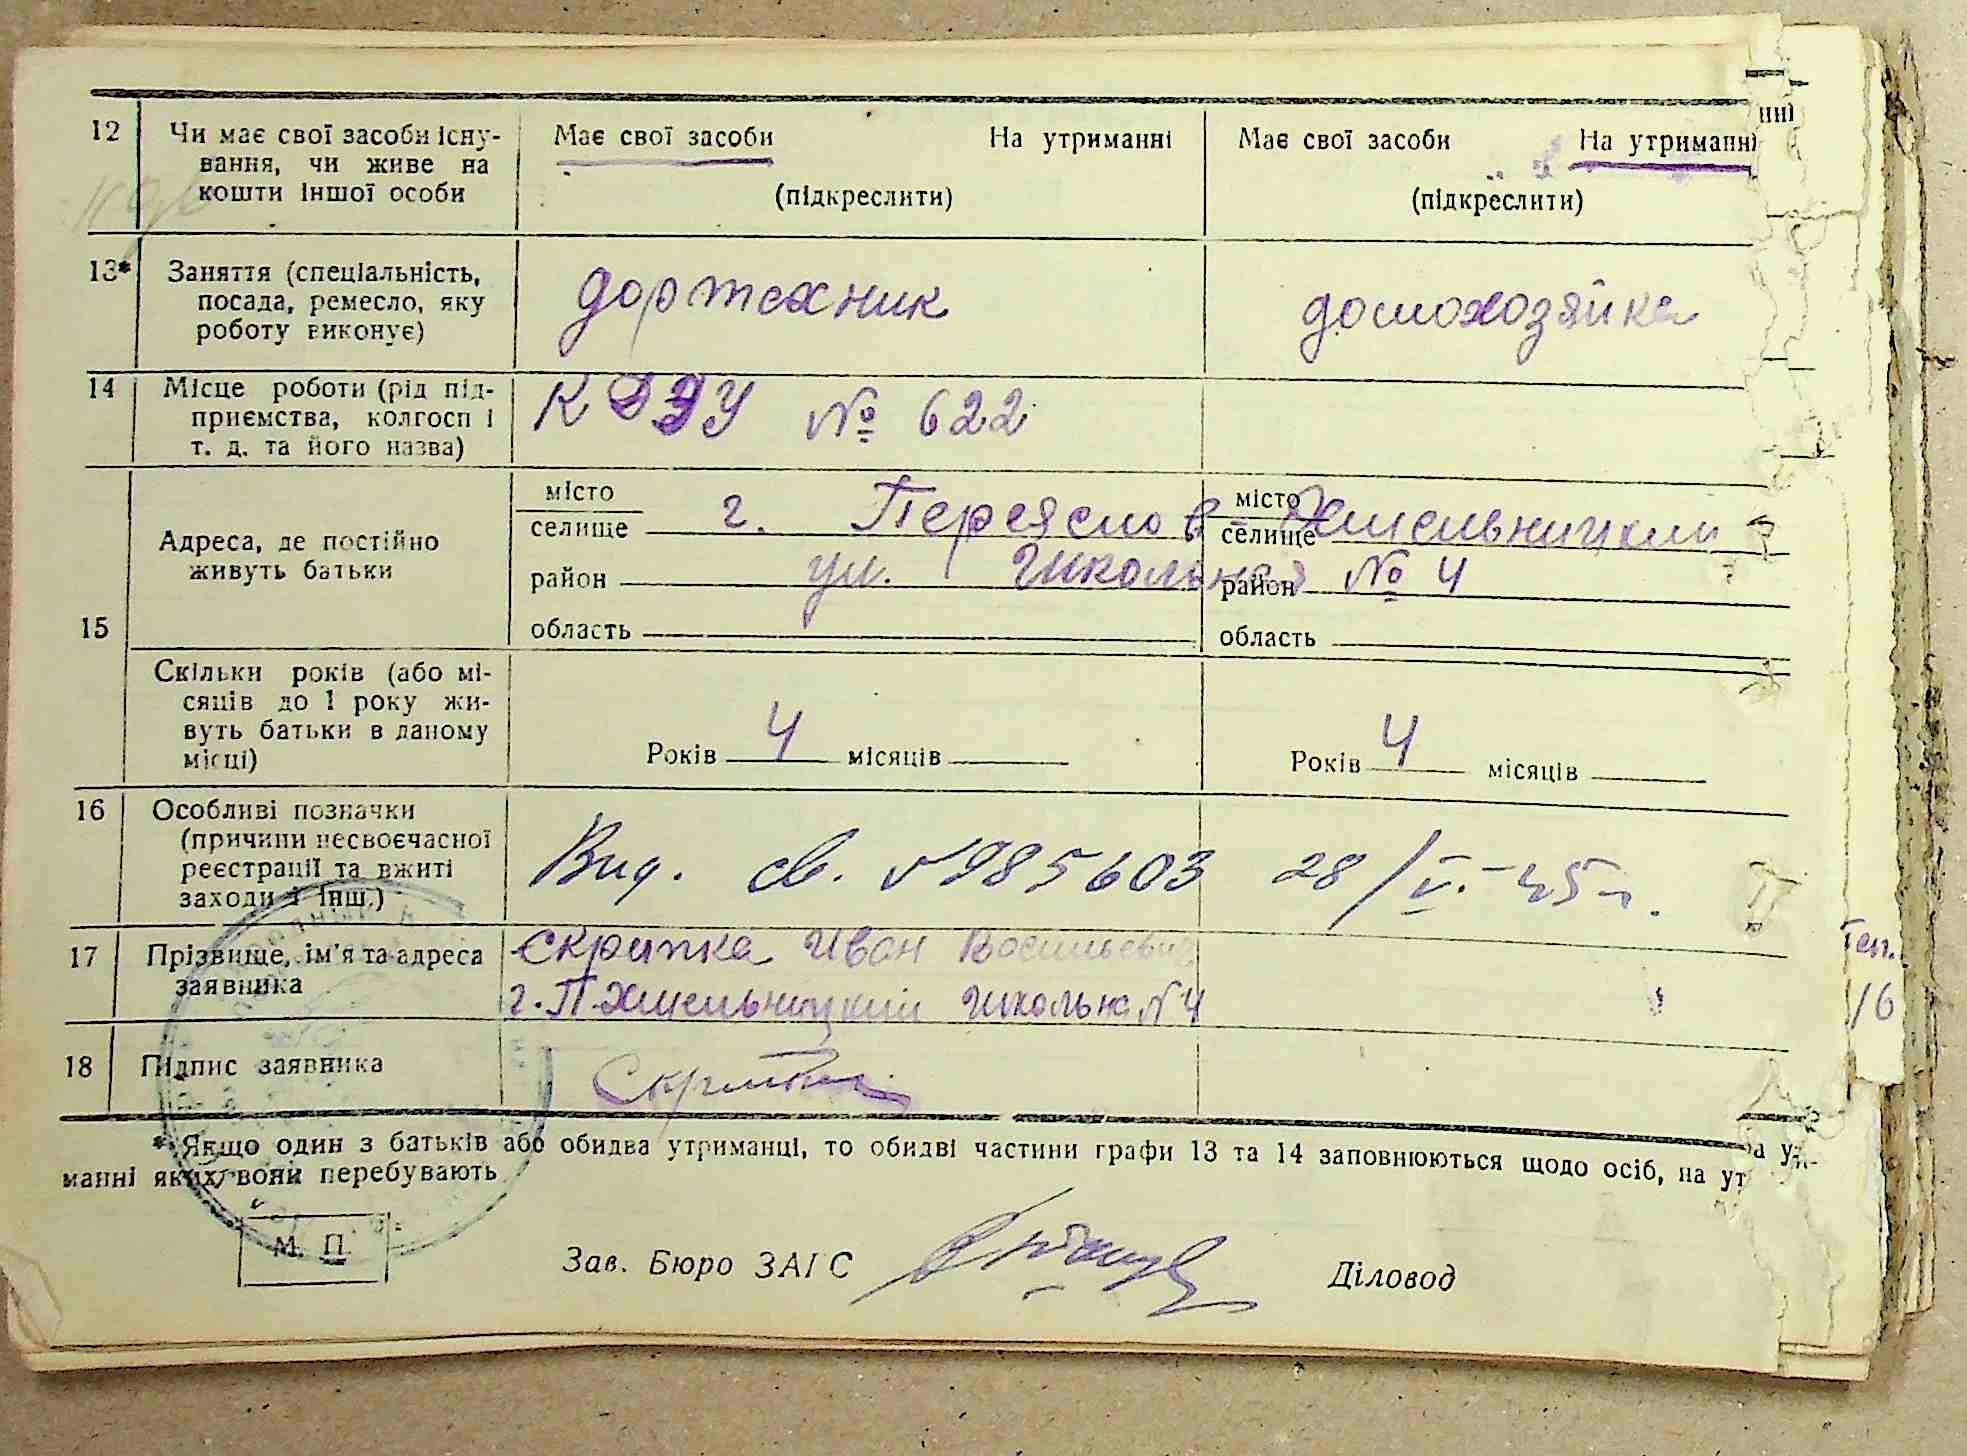 12 Чи має свої засоби існу- Має свої засоби На утриманні Має свої засоби На утриманні
вання, чи живе на
кошти іншої особи (підкреслити) (підкреслити)
13* Заняття (спеціальність,
посада, ремесло, яку дортехник домохозяйка
роботу виконує)
14 Місце роботи (рід під-
приємства, колгосп і № 622
т. д. та його назва)
місто місто
селище г. Переяслов - Хмельницкий селище
Адреса, де постійно
живуть батьки район ул. Школьная № 4 район
15 область область
Скільки років (або мі-
сяців до 1 року жи-
вуть батьки в даному
місці) Років 4 місяців Років 4 місяців
16 Особливі позначки
(причини несвоєчасної
реєстрації та вжиті Вид. св. № 985603 28/V.-45 г.
заходи і інш.)
17 Прізвище, ім'я та адреса Скрипка Иван Васильевич
заявника г. П. Хмельницкий Школьна N 4
18 Підпис заявника
* Якщо один з батьків або обидва утриманці, то обидві частини графи 13 та 14 заповнюються щодо осіб, на ут
манні яких вони перебувають
М. П.
Зав. Бюро ЗАГС Діловод